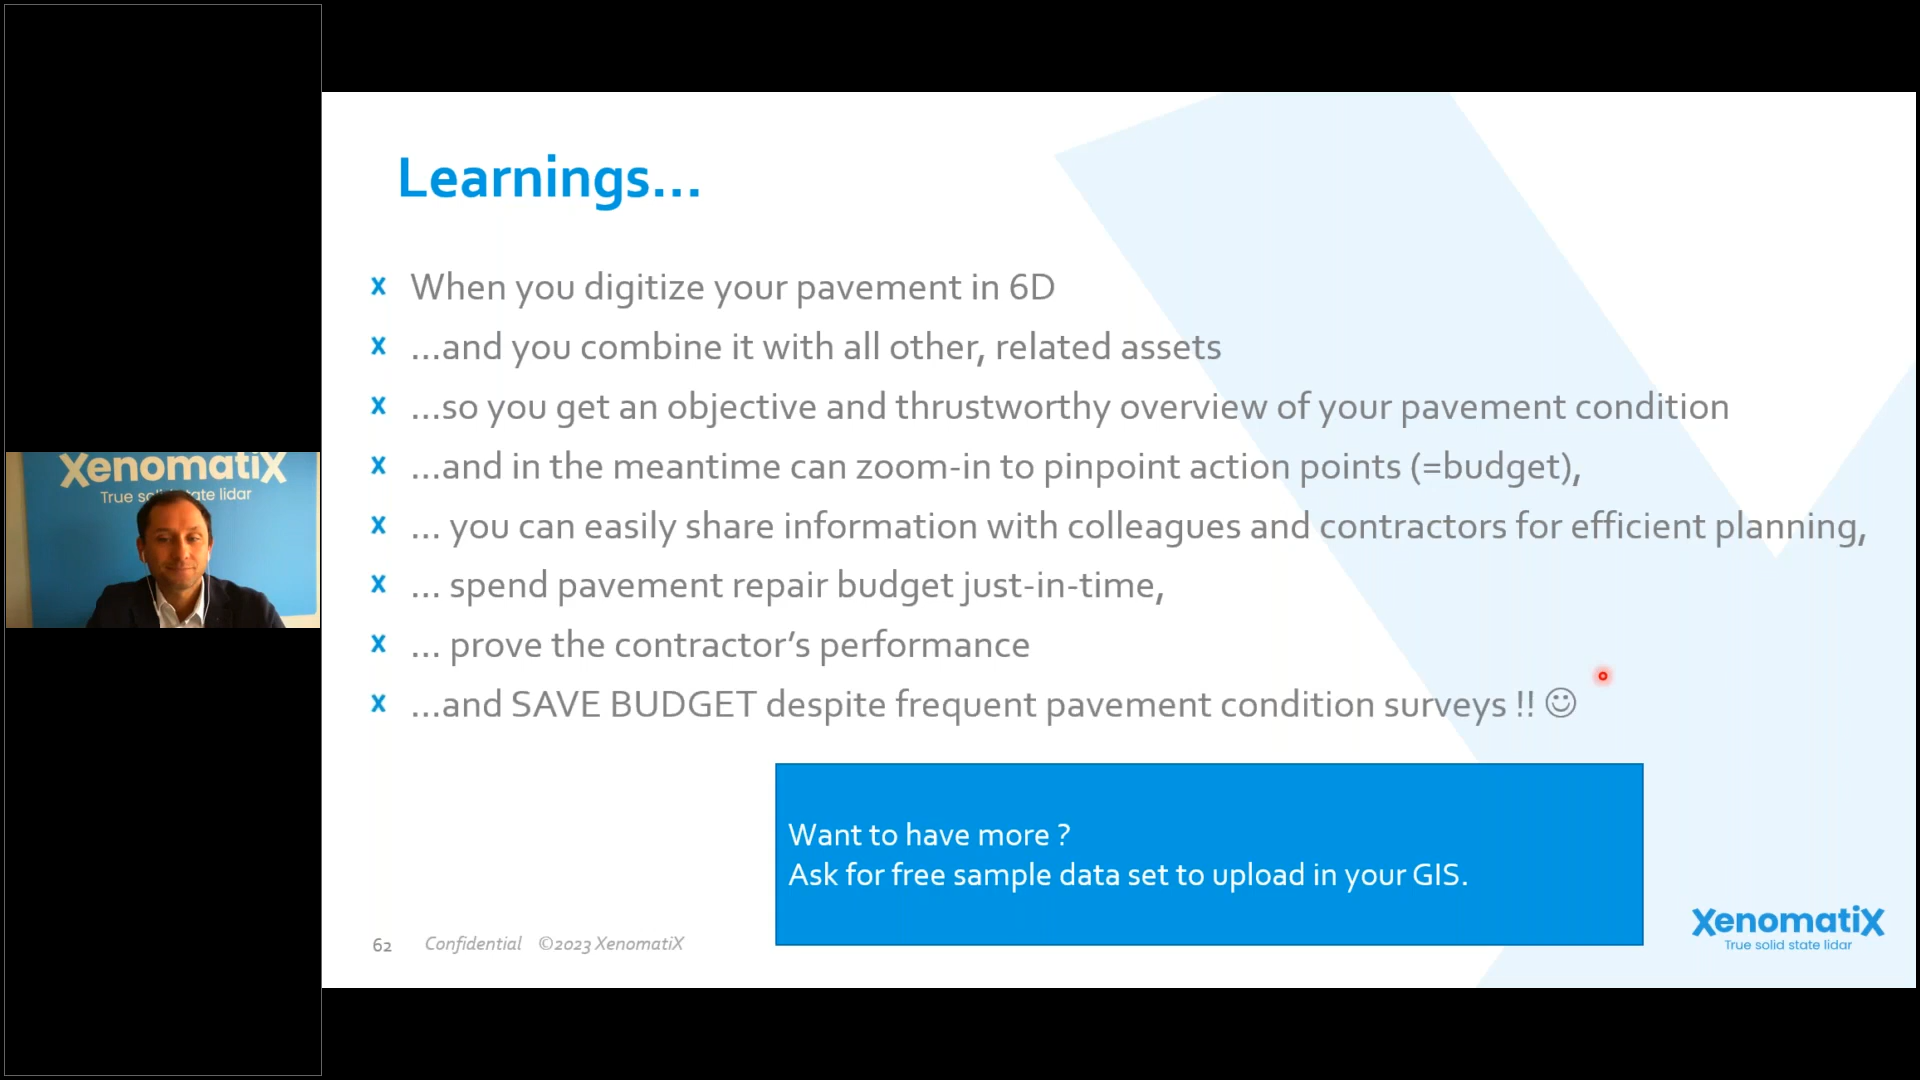 XenomatiX
True solid state lidar
Learnings...
x When you digitize your pavement in 6D
x ...and you combine it with all other, related assets
x ...so you get an objective and thrustworthy overview of your pavement condition
x ...and in the meantime can zoom-in to pinpoint action points (=budget),
x ... you can easily share information with colleagues and contractors for efficient planning,
x ... spend pavement repair budget just-in-time,
x ... prove the contractor’s performance
x ...and SAVE BUDGET despite frequent pavement condition surveys !! ☺
Want to have more ?
Ask for free sample data set to upload in your GIS.
62 Confidential ©2023 XenomatiX
XenomatiX
True solid state lidar